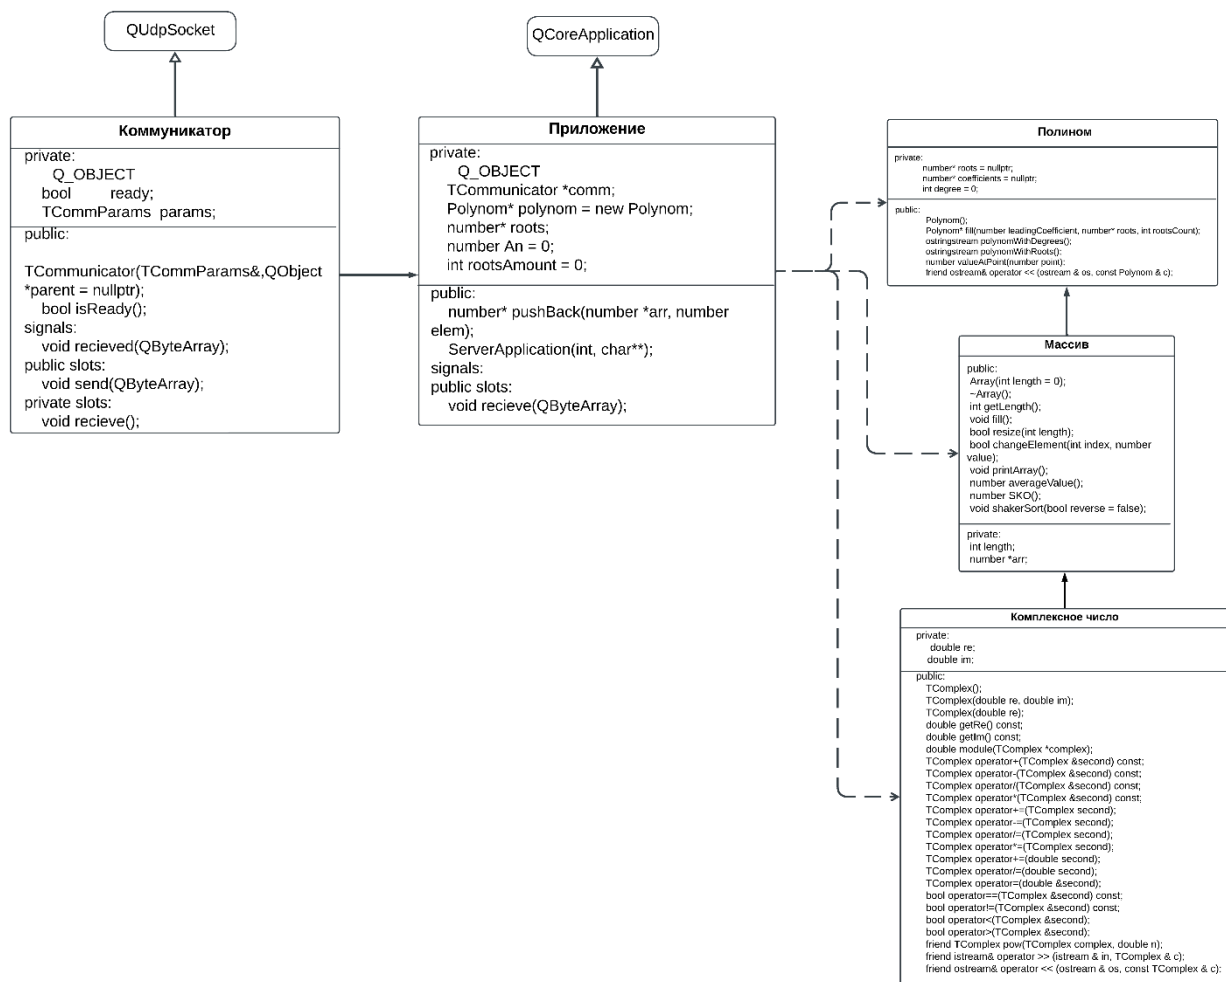 QUdpSocket
QCoreApplication
Коммуникатор
private:
Q_OBJECT
bool ready;
TCommParams params;
public:
TCommunicator(TCommParams&,QObject
*parent = nullptr);
bool isReady();
signals:
void recieved(QByteArray);
public slots:
void send(QByteArray);
private slots:
void recieve();
Приложение
private:
Q_OBJECT
TCommunicator *comm;
Polynom* polynom = new Polynom;
number* roots;
number An = 0;
int rootsAmount = 0;
public:
number* pushBack(number *arr, number
elem);
ServerApplication(int, char**);
signals:
public slots:
void recieve(QByteArray);
Полином
private:
number* roots = nullptr;
number* coefficients = nullptr;
int degree = 0;
public:
Polynom();
Polynom* fill(number leadingCoefficient, number* roots, int rootsCount);
ostringstream polynomWithDegrees();
ostringstream polynomWithRoots();
number valueAtPoint(number point);
friend ostream& operator << (ostream & os, const Polynom & c);
Массив
public:
Array(int length = 0);
~Array();
int getLength();
void fill();
bool resize(int length);
bool changeElement(int index, number
value);
void printArray();
number averageValue();
number SKO();
void shakerSort(bool reverse = false);
private:
int length;
number *arr;
Комплексное число
private:
double re;
double im;
public:
TComplex();
TComplex(double re, double im);
TComplex(double re);
double getRe() const;
double getIm() const;
double module(TComplex *complex);
TComplex operator+(TComplex &second) const;
TComplex operator-(TComplex &second) const;
TComplex operator/(TComplex &second) const;
TComplex operator*(TComplex &second) const;
TComplex operator+=(TComplex second);
TComplex operator-=(TComplex second);
TComplex operator/=(TComplex second);
TComplex operator*=(TComplex second);
TComplex operator+=(double second);
TComplex operator/=(double second);
TComplex operator=(double &second);
bool operator==(TComplex &second) const;
bool operator!=(TComplex &second) const;
bool operator<(TComplex &second);
bool operator>(TComplex &second);
friend TComplex pow(TComplex complex, double n);
friend istream& operator >> (istream & in, TComplex & c);
friend ostream& operator << (ostream & os, const TComplex & c);